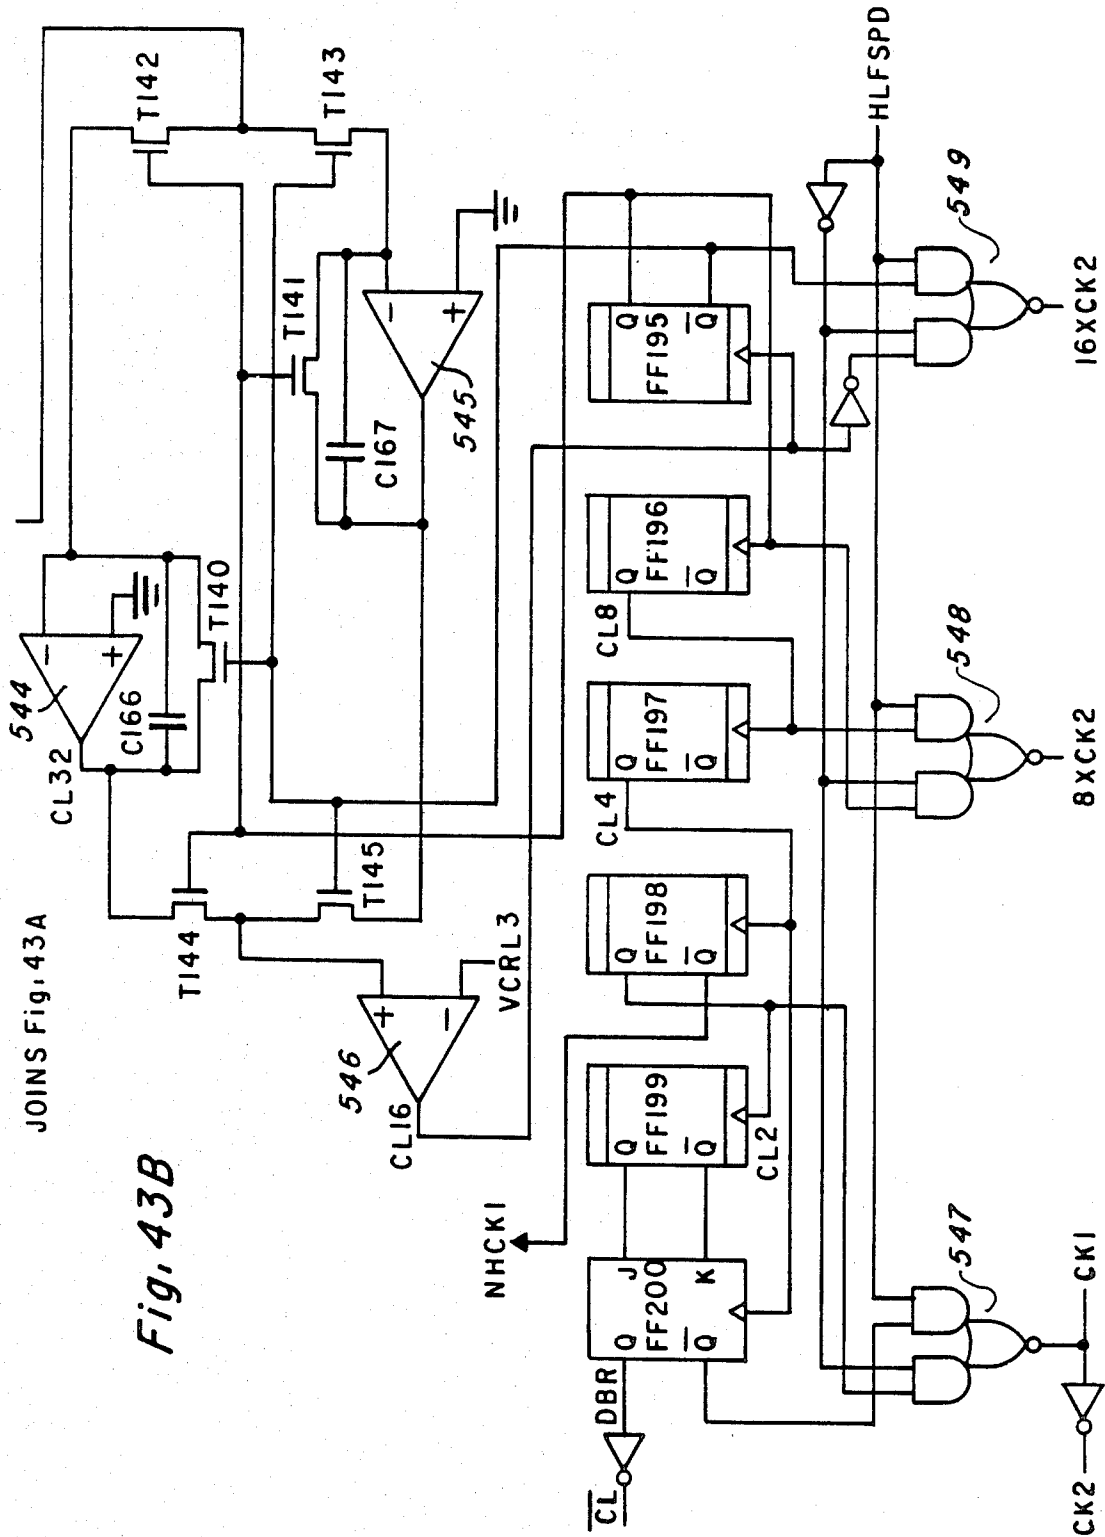 JOINS Fig. 43A
Fig. 43B
544
CL32
C166
T140
T142
T143
T141
C167
545
T144
T145
546
CL16
VCRL3
NHCK1
+
−
+
−
+
−
DBR
CL
Q
FF200
Q
J
K
Q
FF199
Q
CL2
Q
FF198
Q
CL4
Q
FF197
Q
CL8
Q
FF196
Q
Q
FF195
Q
HLFSPD
547
548
549
CK2
CK1
8XCK2
16XCK2